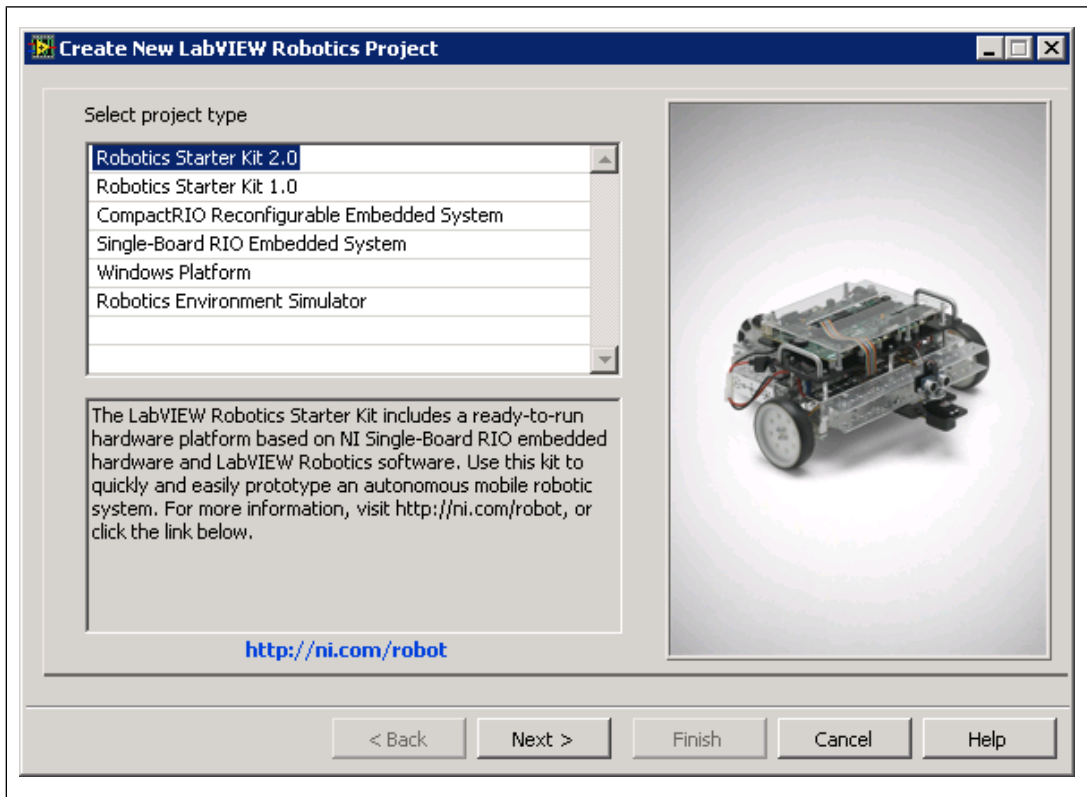 Create New LabVIEW Robotics Project
Select project type
Robotics Starter Kit 2.0
Robotics Starter Kit 1.0
CompactRIO Reconfigurable Embedded System
Single-Board RIO Embedded System
Windows Platform
Robotics Environment Simulator
The LabVIEW Robotics Starter Kit includes a ready-to-run
hardware platform based on NI Single-Board RIO embedded
hardware and LabVIEW Robotics software. Use this kit to
quickly and easily prototype an autonomous mobile robotic
system. For more information, visit http://ni.com/robot, or
click the link below.
http://ni.com/robot
< Back
Next >
Finish
Cancel
Help